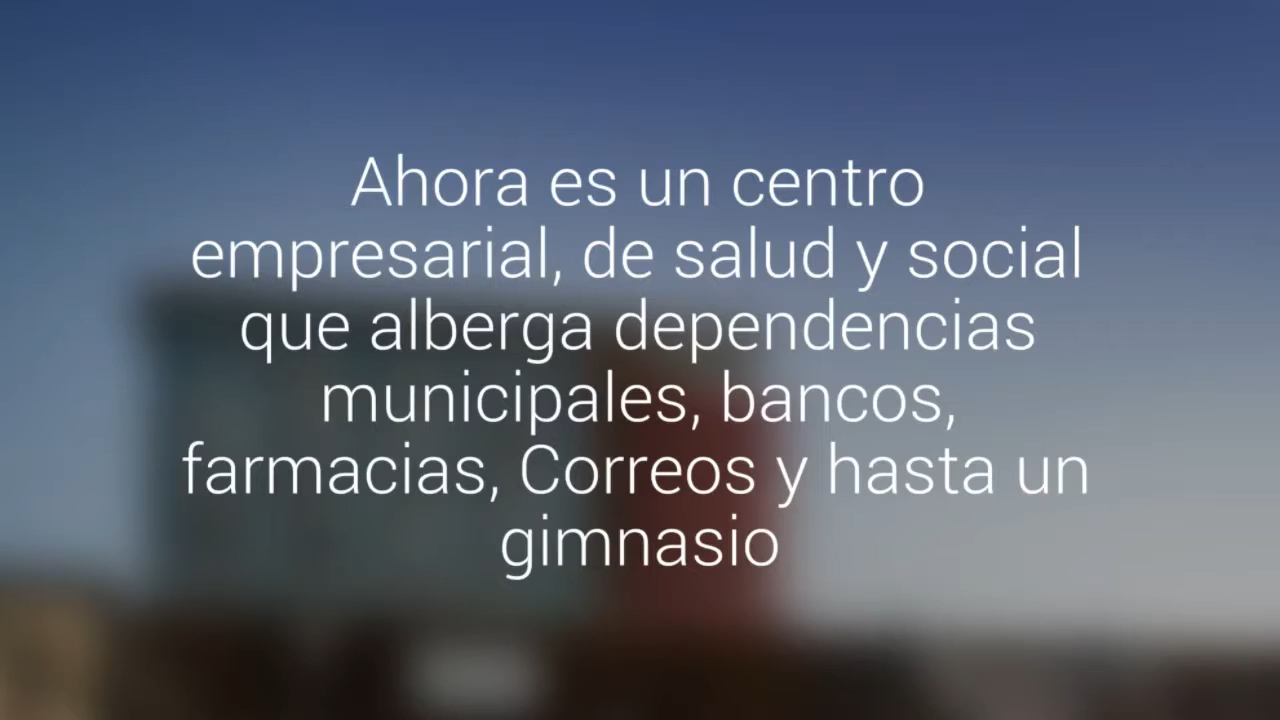 Ahora es un centro
empresarial, de salud y social
que alberga dependencias
municipales, bancos,
farmacias, Correos y hasta un
gimnasio